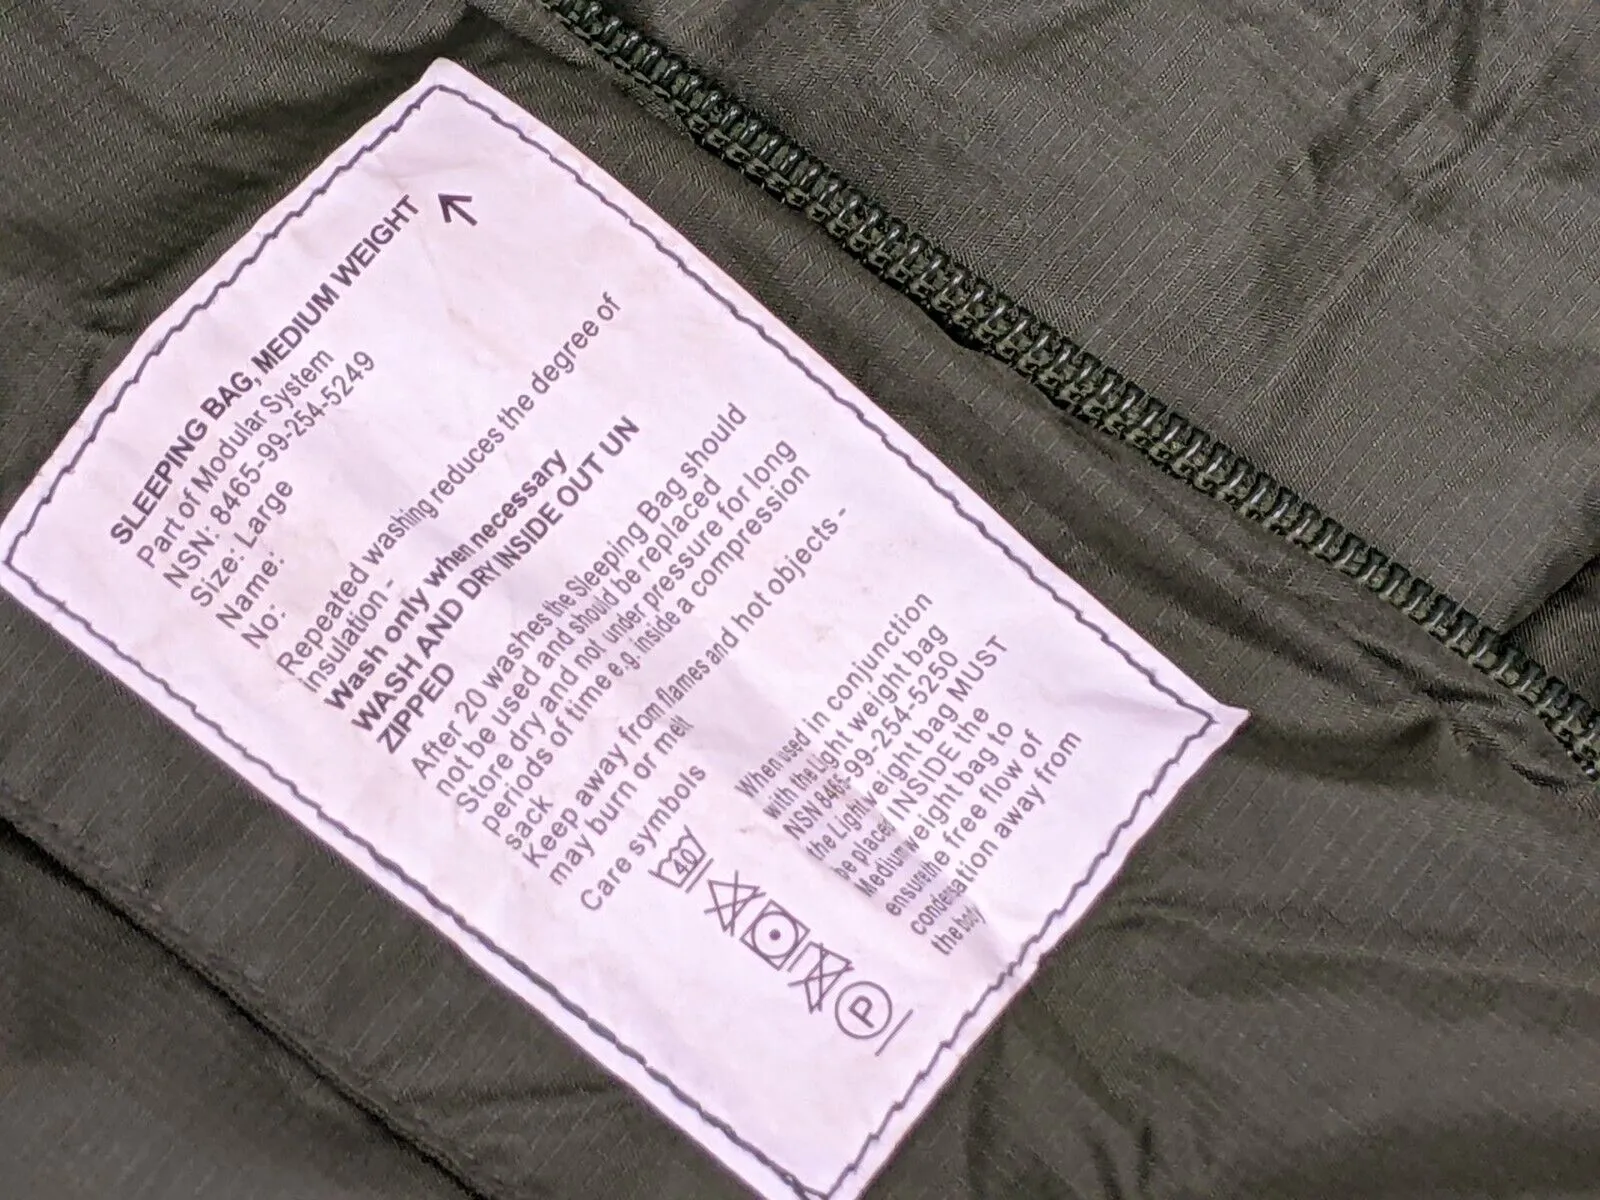 SLEEPING BAG, MEDIUM WEIGHT
Part of Modular System
NSN: 8465-99-254-5249
Size: Large
Name:
No:
Repeated washing reduces the degree of
Insulation -
Wash only when necessary
WASH AND DRY INSIDE OUT UN
ZIPPED
After 20 washes the Sleeping Bag should
not be used and should be replaced
Store dry and not under pressure for long
periods of time e.g. inside a compression
sack
Keep away from flames and hot objects -
may burn or melt
Care symbols
40
P
When used in conjunction
with the Light weight bag
NSN 8465-99-254-5250
the Light weight bag MUST
be placed INSIDE the
Medium weight bag to
ensure the free flow of
condensation away from
the body